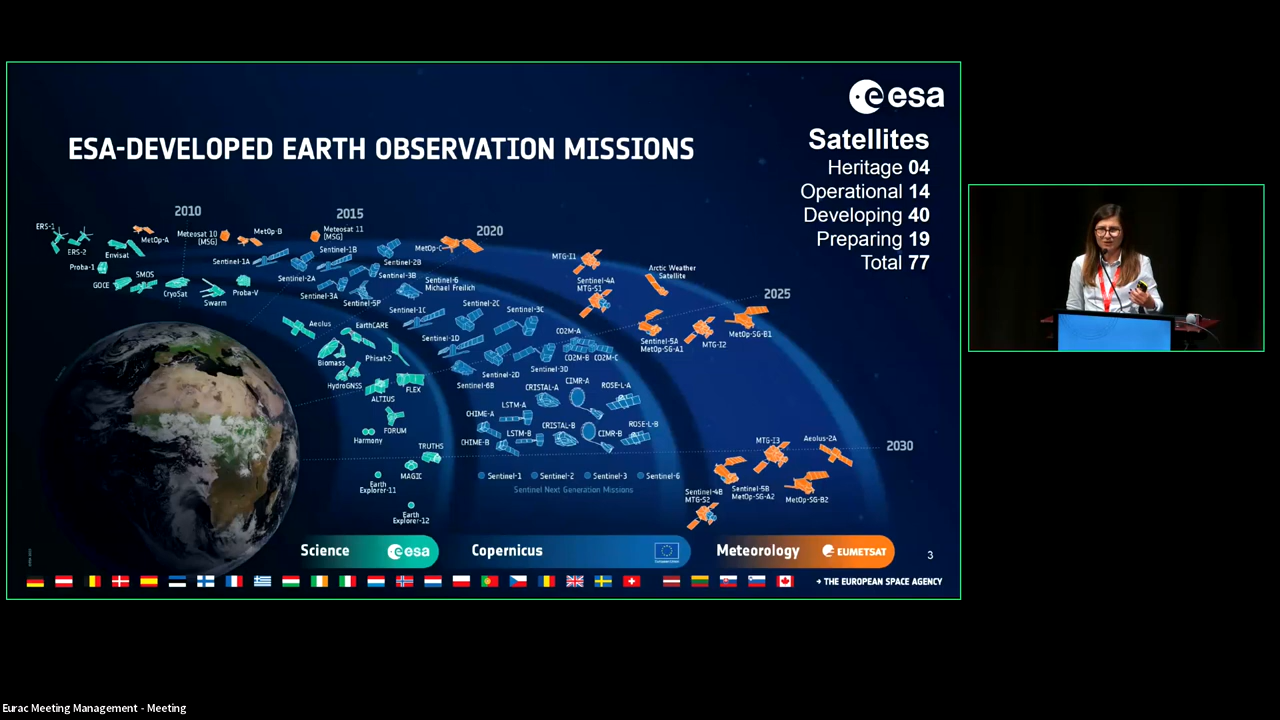 esa
ESA-DEVELOPED EARTH OBSERVATION MISSIONS
Satellites
Heritage 04
Operational 14
Developing 40
Preparing 19
Total 77
2010
2015
2020
2025
2030
ERS-1
ERS-2
Envisat
MetOp-A
Meteosat 10
(MSG)
MetOp-B
Meteosat 11
(MSG)
MetOp-C
MTG-I1
Arctic Weather
Satellite
Proba-1
GOCE
SMOS
CryoSat
Swarm
Proba-V
Sentinel-1A
Sentinel-1B
Sentinel-2A
Sentinel-2B
Sentinel-3A
Sentinel-3B
Sentinel-5P
Sentinel-6
Michael Freilich
Sentinel-4A
MTG-S1
Sentinel-1C
Sentinel-2C
Sentinel-3C
Sentinel-5A
MetOp-SG-A1
MTG-I2
MetOp-SG-B1
Aeolus
EarthCARE
Biomass
Phisat-2
Sentinel-1D
Sentinel-2D
Sentinel-3D
CO2M-A
CO2M-B
CO2M-C
Sentinel-6B
HydroGNSS
FLEX
ALTIUS
CRISTAL-A
CIMR-A
ROSE-L-A
FORUM
LSTM-A
CHIME-A
Harmony
LSTM-B
CHIME-B
CRISTAL-B
CIMR-B
ROSE-L-B
TRUTHS
MAGIC
MTG-I3
Aeolus-2A
Earth
Explorer-11
Earth
Explorer-12
Sentinel-1
Sentinel-2
Sentinel-3
Sentinel-6
Sentinel Next Generation Missions
Sentinel-4B
MTG-S2
Sentinel-5B
MetOp-SG-A2
MetOp-SG-B2
Science
esa
Copernicus
Meteorology
EUMETSAT
3
→ THE EUROPEAN SPACE AGENCY
Eurac Meeting Management - Meeting